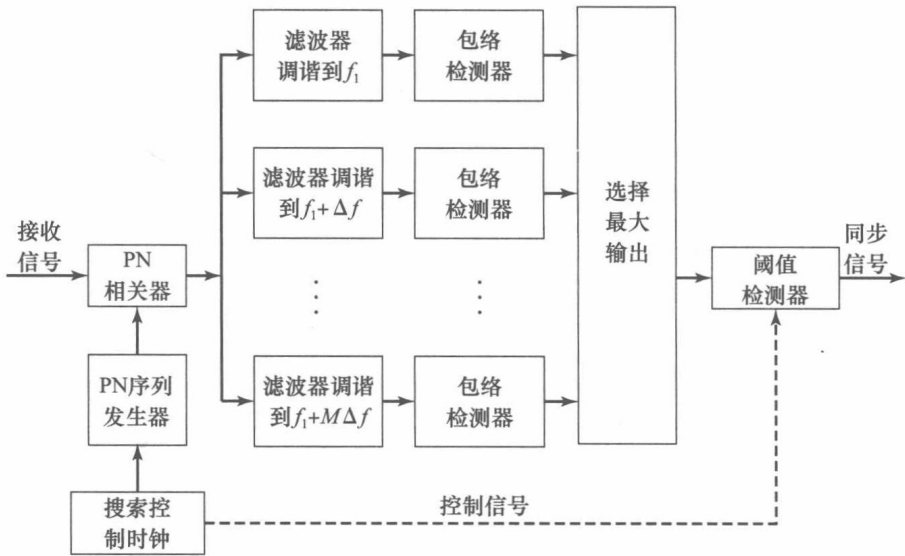 滤波器
调谐到f₁
包络
检测器
滤波器调谐
到f₁+Δf
包络
检测器
选择
最大
输出
接收
信号
PN
相关器
阈值
检测器
同步
信号
PN序列
发生器
滤波器调谐
到f₁+MΔf
包络
检测器
搜索控
制时钟
控制信号